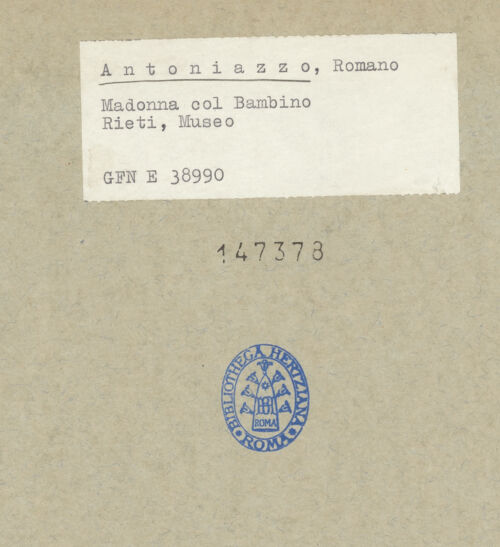 Antoniazzo, Romano
Madonna col Bambino
Rieti, Museo
GFN E 38990
147378
BIBLIOTHECA HERTZIANA
ROMA
ROMA